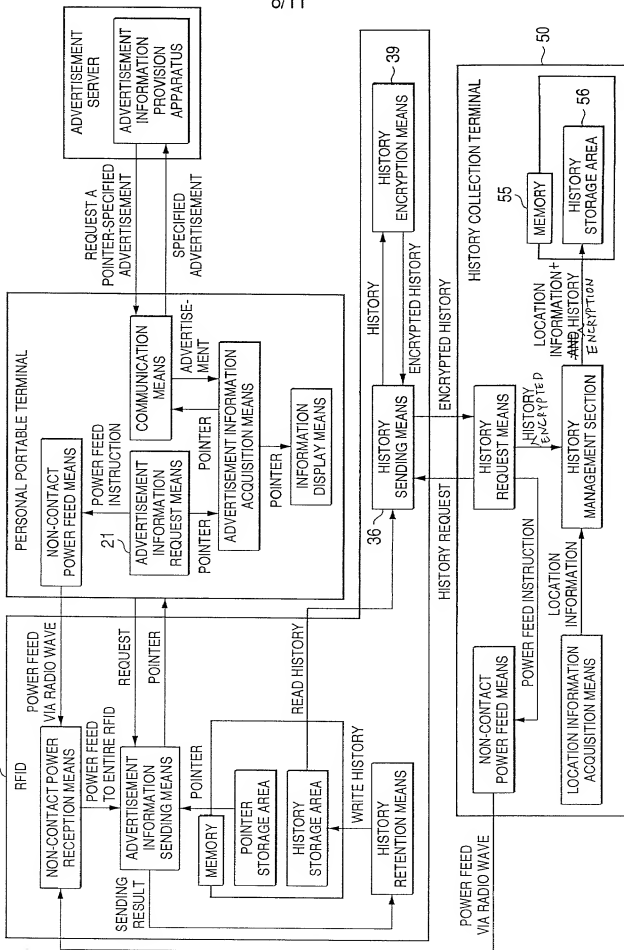 6/11
ADVERTISEMENT
SERVER
ADVERTISEMENT
INFORMATION
PROVISION
APPARATUS
REQUEST A
POINTER-SPECIFIED
ADVERTISEMENT
SPECIFIED
ADVERTISEMENT
PERSONAL PORTABLE TERMINAL
NON-CONTACT
POWER FEED MEANS
POWER FEED
INSTRUCTION
COMMUNICATION
MEANS
ADVERTISE-
MENT
21
ADVERTISEMENT
INFORMATION
REQUEST MEANS
POINTER
POINTER
ADVERTISEMENT INFORMATION
ACQUISITION MEANS
POINTER
INFORMATION
DISPLAY MEANS
RFID
POWER FEED
VIA RADIO WAVE
NON-CONTACT POWER
RECEPTION MEANS
POWER FEED
TO ENTIRE RFID
REQUEST
POINTER
ADVERTISEMENT
INFORMATION
SENDING MEANS
SENDING
RESULT
POINTER
MEMORY
POINTER
STORAGE AREA
HISTORY
STORAGE AREA
READ HISTORY
WRITE HISTORY
HISTORY
RETENTION MEANS
36
HISTORY
SENDING MEANS
HISTORY
ENCRYPTED HISTORY
39
HISTORY
ENCRYPTION MEANS
HISTORY REQUEST
ENCRYPTED HISTORY
POWER FEED
VIA RADIO WAVE
50
HISTORY COLLECTION TERMINAL
NON-CONTACT
POWER FEED MEANS
POWER FEED INSTRUCTION
HISTORY
REQUEST MEANS
HISTORY
ENCRYPTED
LOCATION INFORMATION
ACQUISITION MEANS
LOCATION
INFORMATION
HISTORY
MANAGEMENT SECTION
LOCATION
INFORMATION+
AND HISTORY
ENCRYPTION
55
MEMORY
56
HISTORY
STORAGE AREA